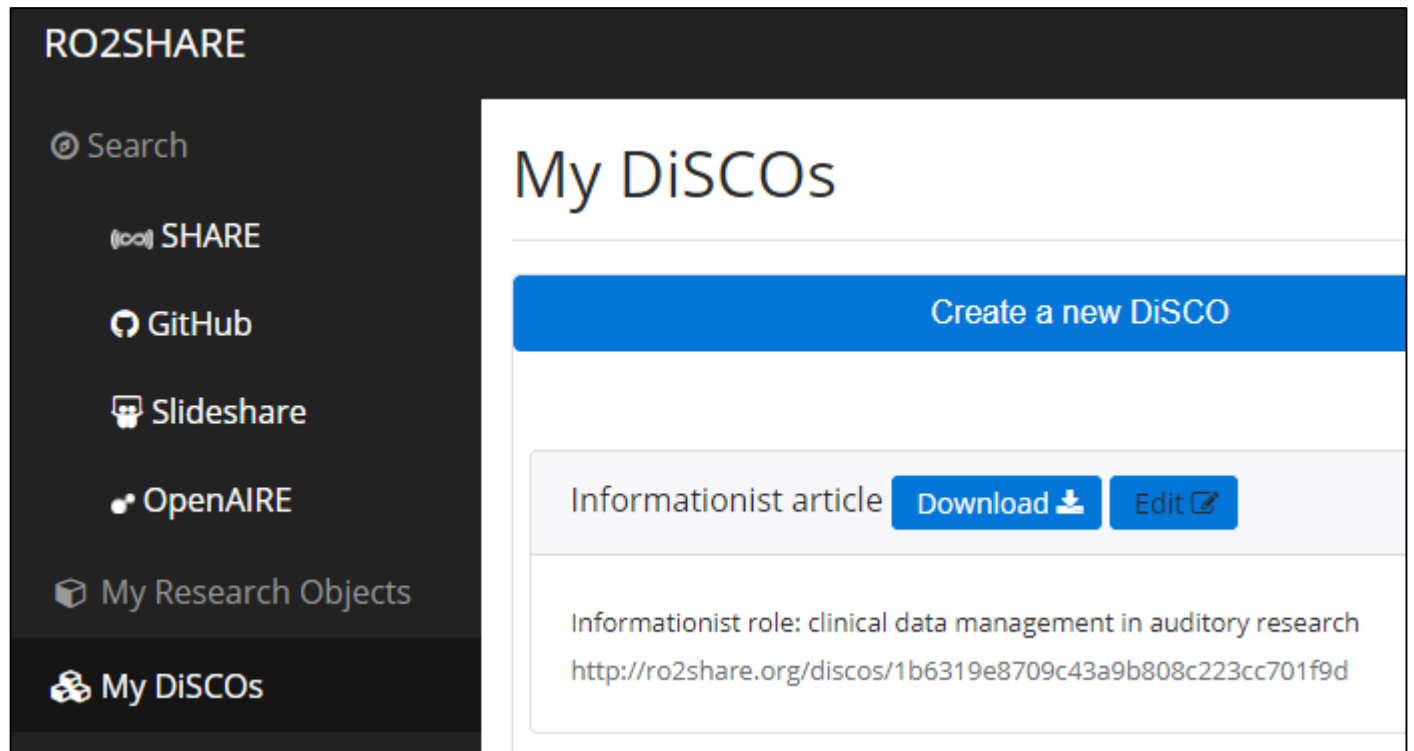 RO2SHARE
Search
SHARE
GitHub
Slideshare
OpenAIRE
My Research Objects
My DiSCOs
My DiSCOs
Create a new DiSCO
Informationist article Download Edit
Informationist role: clinical data management in auditory research
http://ro2share.org/discos/1b6319e8709c43a9b808c223cc701f9d